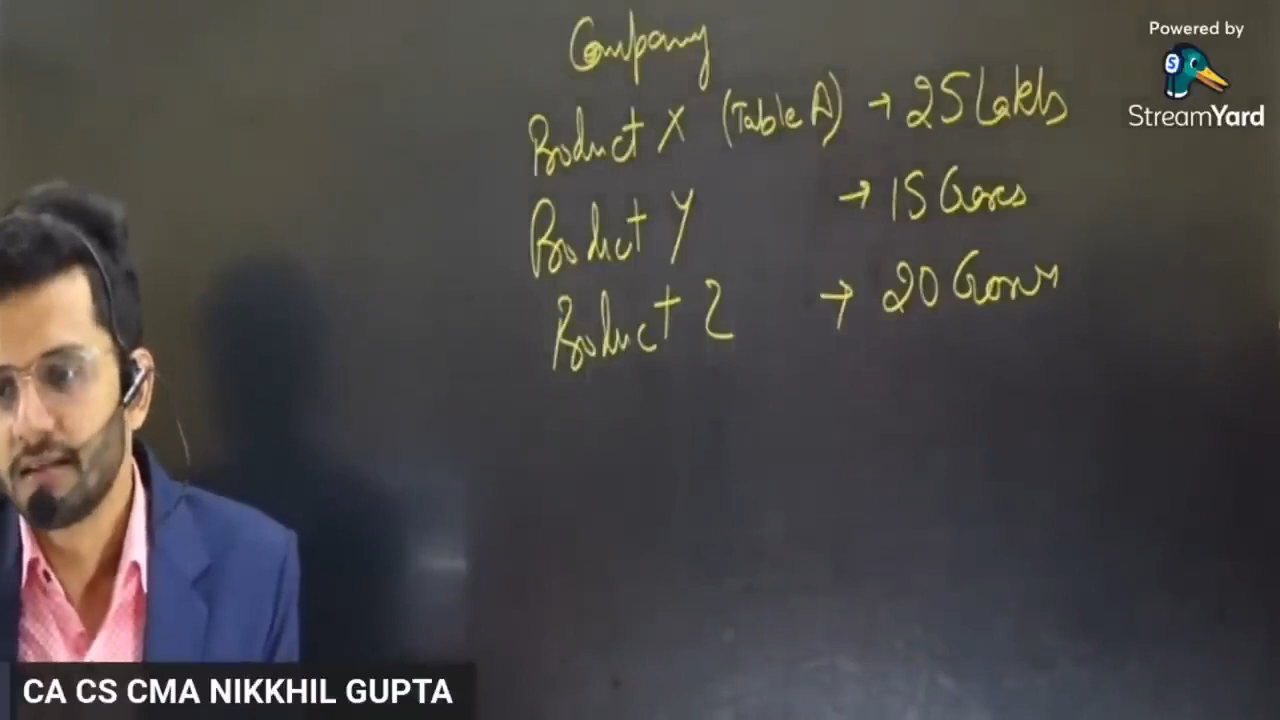 Company
Powered by
StreamYard
Product X (Table A) → 25 Lakhs
Product Y → 15 Crores
Product Z → 20 Crores
CA CS CMA NIKKHIL GUPTA